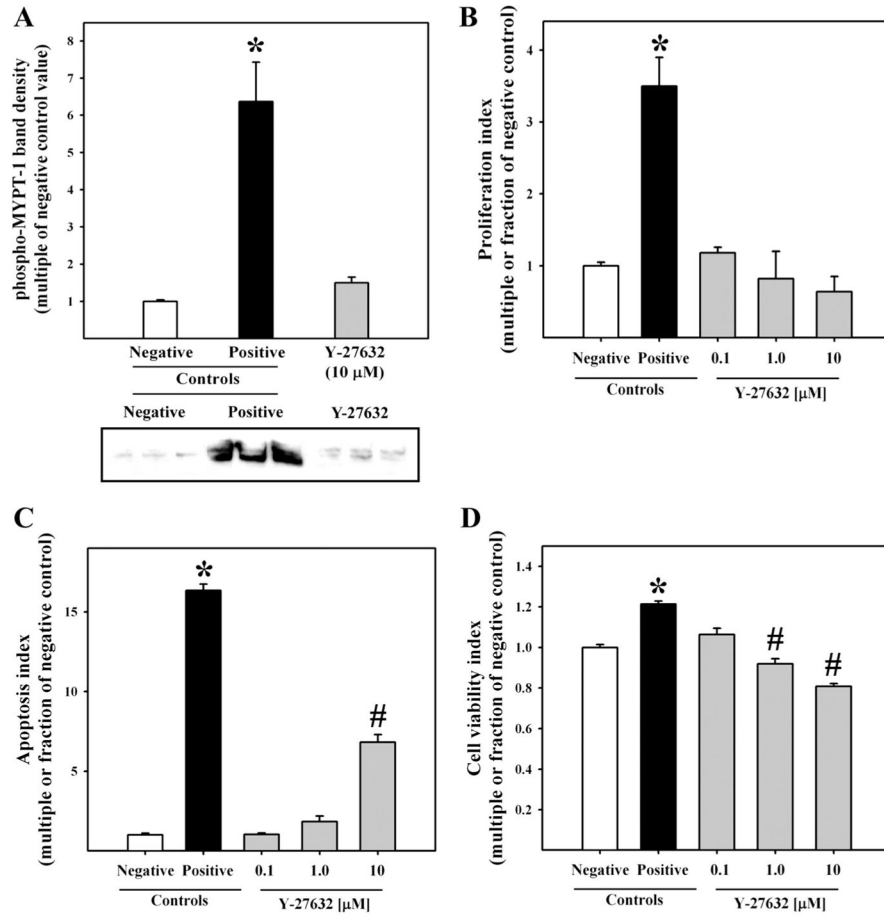 A
phospho-MYPT-1 band density
(multiple of negative control value)
8
7
6
5
4
3
2
1
*
Negative Positive Y-27632
(10 µM)
Controls
Negative Positive Y-27632
B
Proliferation index
(multiple or fraction of negative control)
4
3
2
1
*
Negative Positive 0.1 1.0 10
Controls Y-27632 [µM]
C
Apoptosis index
(multiple or fraction of negative control)
15
10
5
*
#
Negative Positive 0.1 1.0 10
Controls Y-27632 [µM]
D
Cell viability index
(multiple or fraction of negative control)
1.4
1.2
1.0
0.8
0.6
0.4
0.2
*
#
#
Negative Positive 0.1 1.0 10
Controls Y-27632 [µM]